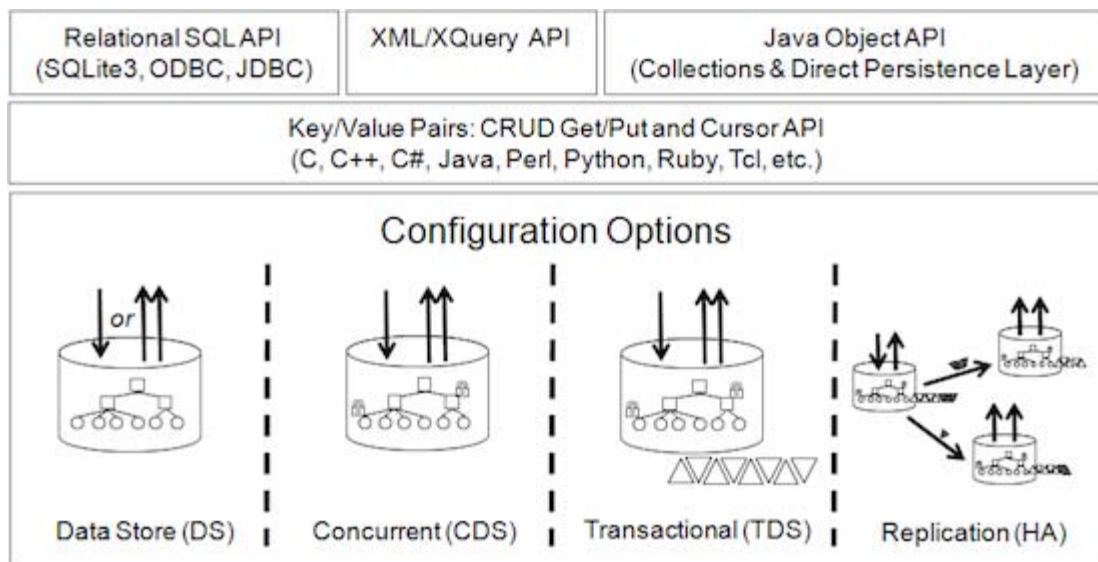 Relational SQL API
(SQLite3, ODBC, JDBC)
XML/XQuery API
Java Object API
(Collections & Direct Persistence Layer)
Key/Value Pairs: CRUD Get/Put and Cursor API
(C, C++, C#, Java, Perl, Python, Ruby, Tcl, etc.)
Configuration Options
or
Data Store (DS)
Concurrent (CDS)
Transactional (TDS)
Replication (HA)